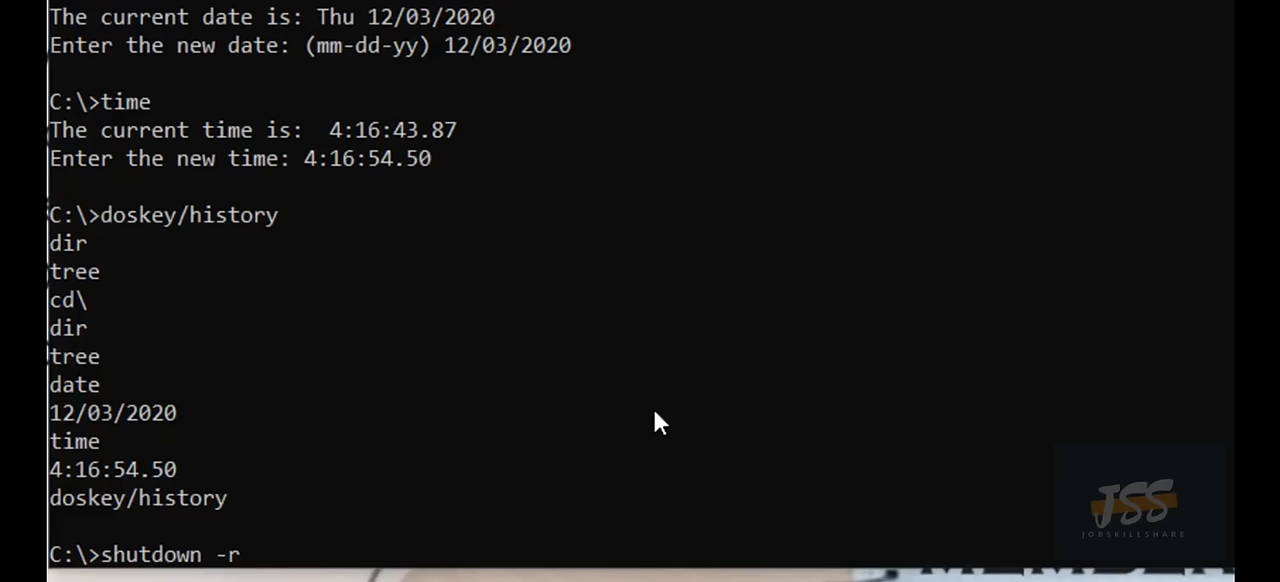 The current date is: Thu 12/03/2020
Enter the new date: (mm-dd-yy) 12/03/2020
C:\>time
The current time is:  4:16:43.87
Enter the new time: 4:16:54.50
C:\>doskey/history
dir
tree
cd\
dir
tree
date
12/03/2020
time
4:16:54.50
doskey/history
C:\>shutdown -r
JSS
JOBSKILLSHARE